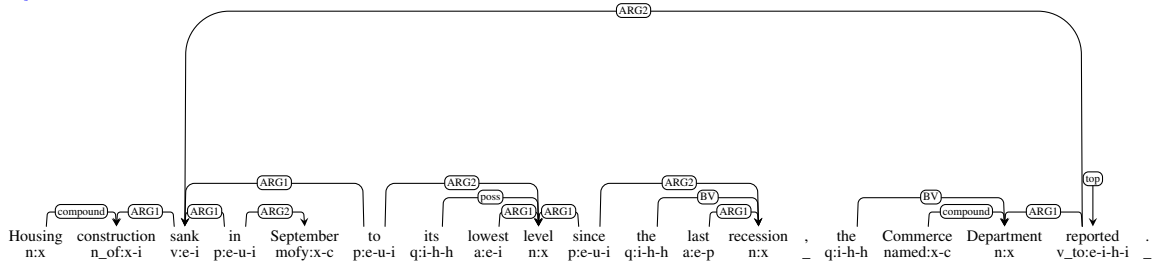 ARG2
ARG1 ARG2 ARG2 top
poss BV BV
compound ARG1 ARG1 ARG2 ARG1 ARG1 ARG1 compound ARG1
Housing construction sank in September to its lowest level since the last recession , the Commerce Department reported .
n:x n_of:x-i v:e-i p:e-u-i mofy:x-c p:e-u-i q:i-h-h a:e-i n:x p:e-u-i q:i-h-h a:e-p n:x _ q:i-h-h named:x-c n:x v_to:e-i-h-i _